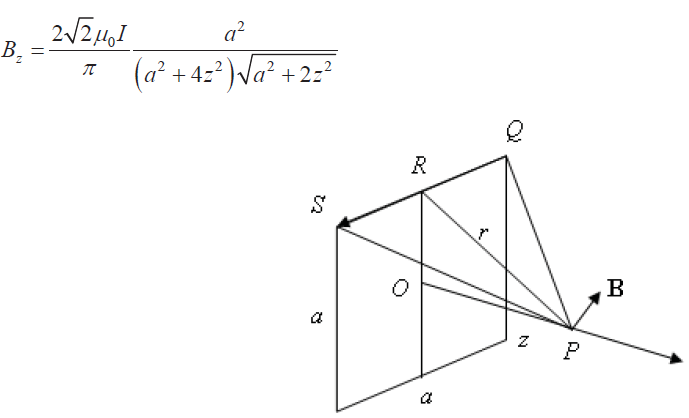 B_z = \frac{2\sqrt{2}\mu_0 I}{\pi} \frac{a^2}{(a^2 + 4z^2)\sqrt{a^2 + 2z^2}}
Q
R
S
r
O
B
a
z
P
a